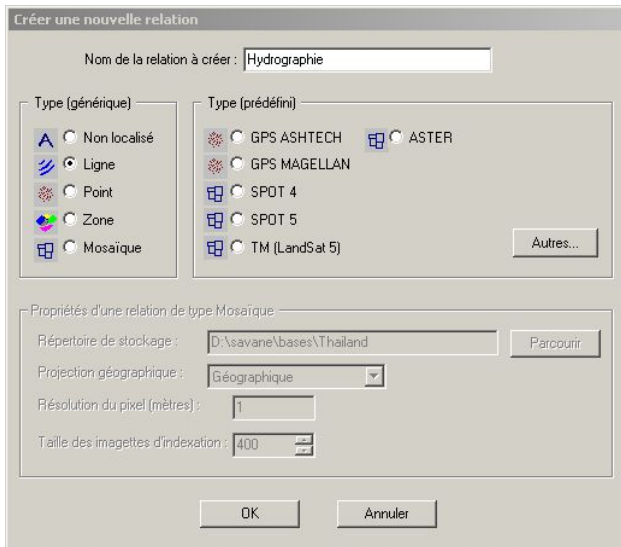 Créer une nouvelle relation
Nom de la relation à créer : Hydrographie
Type (générique)
Non localisé
Ligne
Point
Zone
Mosaïque
Type (prédéfini)
GPS ASHTECH
ASTER
GPS MAGELLAN
SPOT 4
SPOT 5
TM (LandSat 5)
Autres...
Propriétés d'une relation de type Mosaïque
Répertoire de stockage : D:\savane\bases\Thailand Parcourir
Projection géographique : Géographique
Résolution du pixel (mètres) : 1
Taille des imagettes d'indexation : 400
OK Annuler